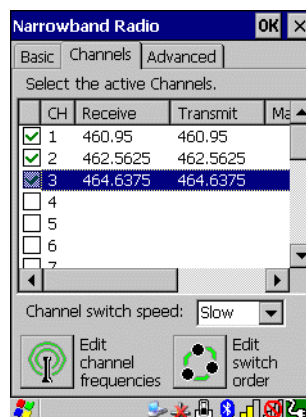 Narrowband Radio OK
Basic Channels Advanced
Select the active Channels.
CH Receive Transmit Ma
1 460.95 460.95
2 462.5625 462.5625
3 464.6375 464.6375
4
5
6
7
Channel switch speed: Slow
Edit channel frequencies
Edit switch order